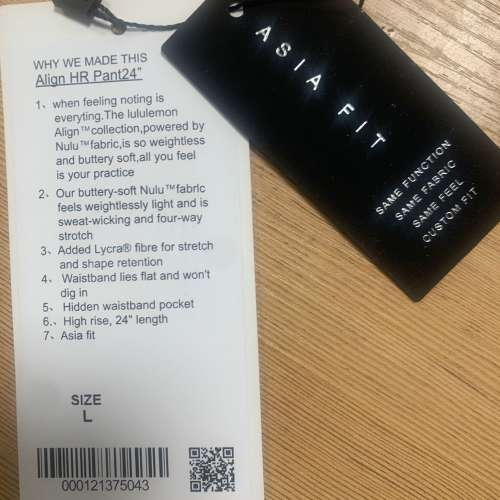 WHY WE MADE THIS
Align HR Pant24"
1、when feeling noting is
everyting.The lululemon
Align™collection,powered by
Nulu™fabric,is so weightless
and buttery soft,all you feel
is your practice
2、Our buttery-soft Nulu™fabric
feels weightlessly light and is
sweat-wicking and four-way
strotch
3、Added Lycra® fibre for stretch
and shape retention
4、Waistband lies flat and won't
dig in
5、Hidden waistband pocket
6、High rise, 24" length
7、Asia fit
SIZE
L
000121375043
ASIA FIT
SAME FUNCTION
SAME FABRIC
SAME FEEL
CUSTOM FIT